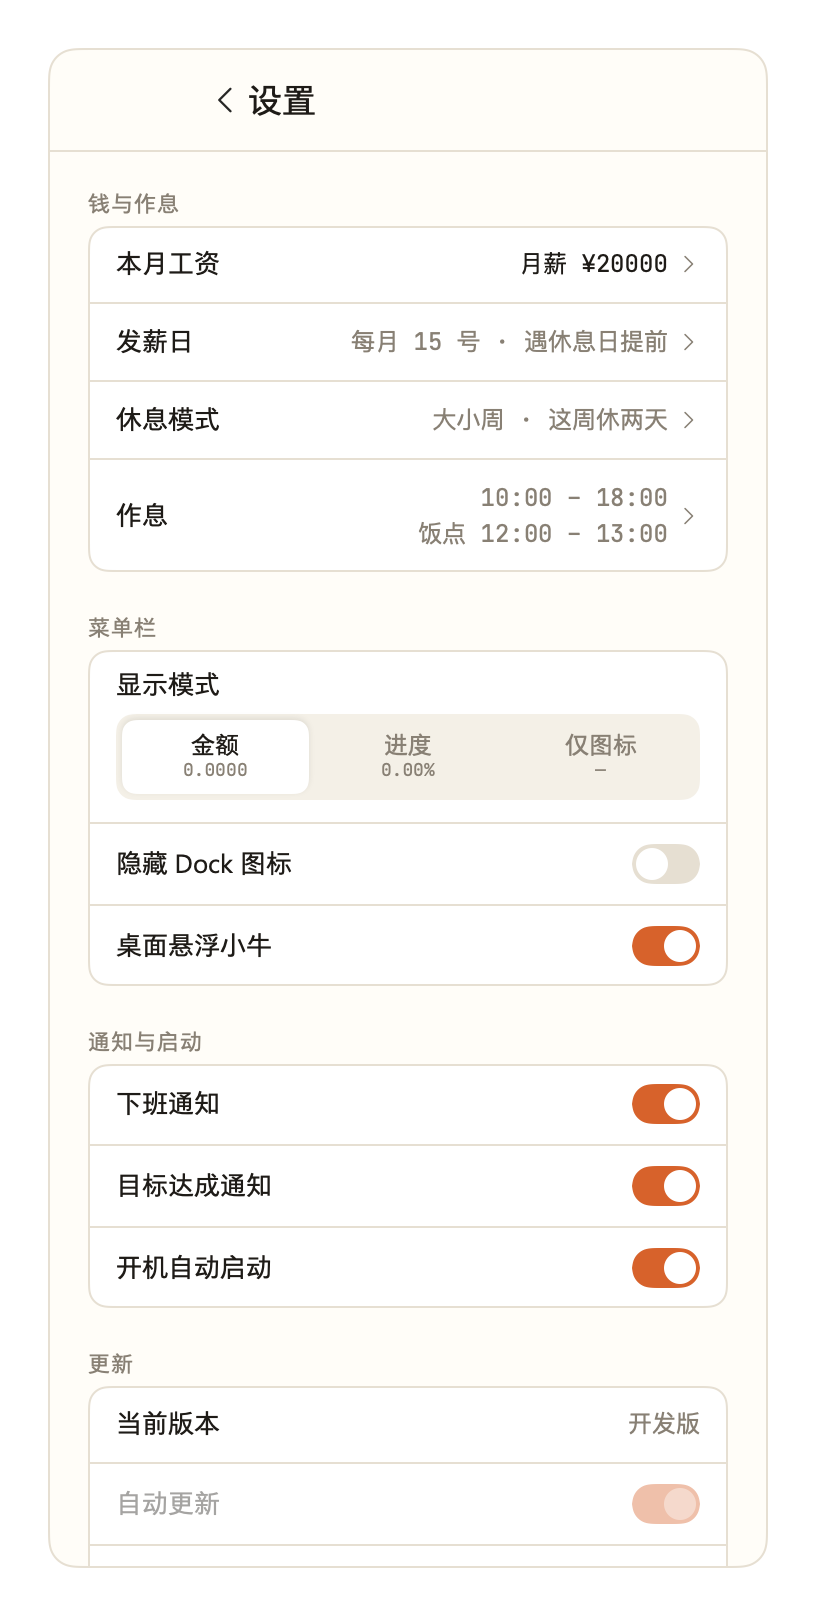 设置
钱与作息
本月工资 月薪 ¥20000
发薪日 每月 15 号 · 遇休息日提前
休息模式 大小周 · 这周休两天
作息 10:00 – 18:00
饭点 12:00 – 13:00
菜单栏
显示模式
金额 进度 仅图标
0.0000 0.00% —
隐藏 Dock 图标
桌面悬浮小牛
通知与启动
下班通知
目标达成通知
开机自动启动
更新
当前版本 开发版
自动更新